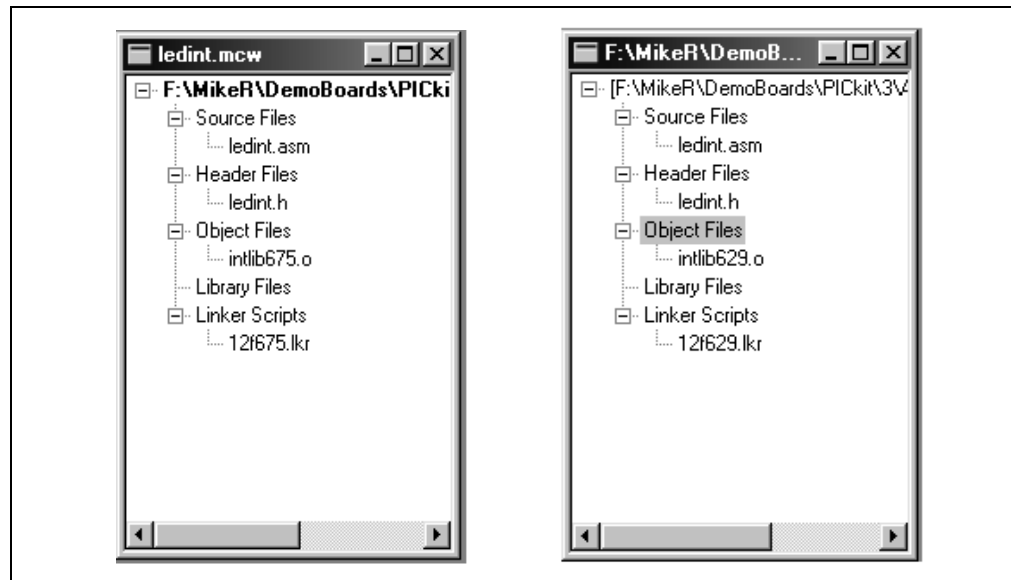 ledint.mcw
F:\MikeR\DemoBoards\PICki
Source Files
ledint.asm
Header Files
ledint.h
Object Files
intlib675.o
Library Files
Linker Scripts
12f675.lkr
F:\MikeR\DemoB...
[F:\MikeR\DemoBoards\PICkit\3\
Source Files
ledint.asm
Header Files
ledint.h
Object Files
intlib629.o
Library Files
Linker Scripts
12f629.lkr